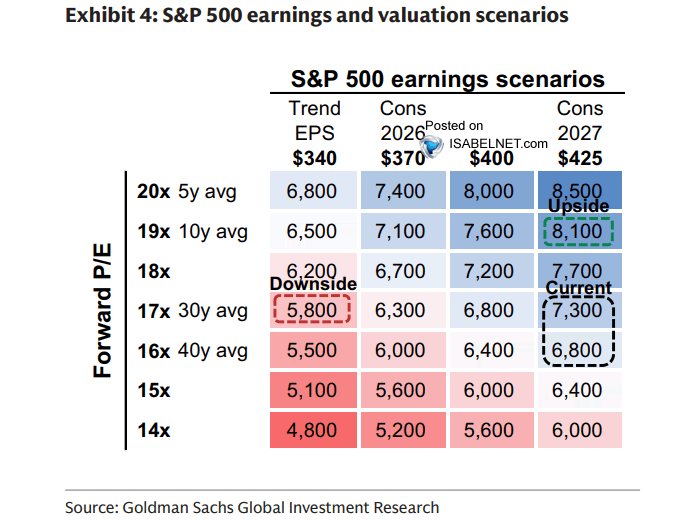 Exhibit 4: S&P 500 earnings and valuation scenarios
S&P 500 earnings scenarios
Trend Cons Cons
EPS 2026 2027
Posted on
ISABELNET.com
$340 $370 $400 $425
Forward P/E
20x 5y avg 6,800 7,400 8,000 8,500
Upside
19x 10y avg 6,500 7,100 7,600 8,100
18x 6,200 6,700 7,200 7,700
Downside Current
17x 30y avg 5,800 6,300 6,800 7,300
16x 40y avg 5,500 6,000 6,400 6,800
15x 5,100 5,600 6,000 6,400
14x 4,800 5,200 5,600 6,000
Source: Goldman Sachs Global Investment Research